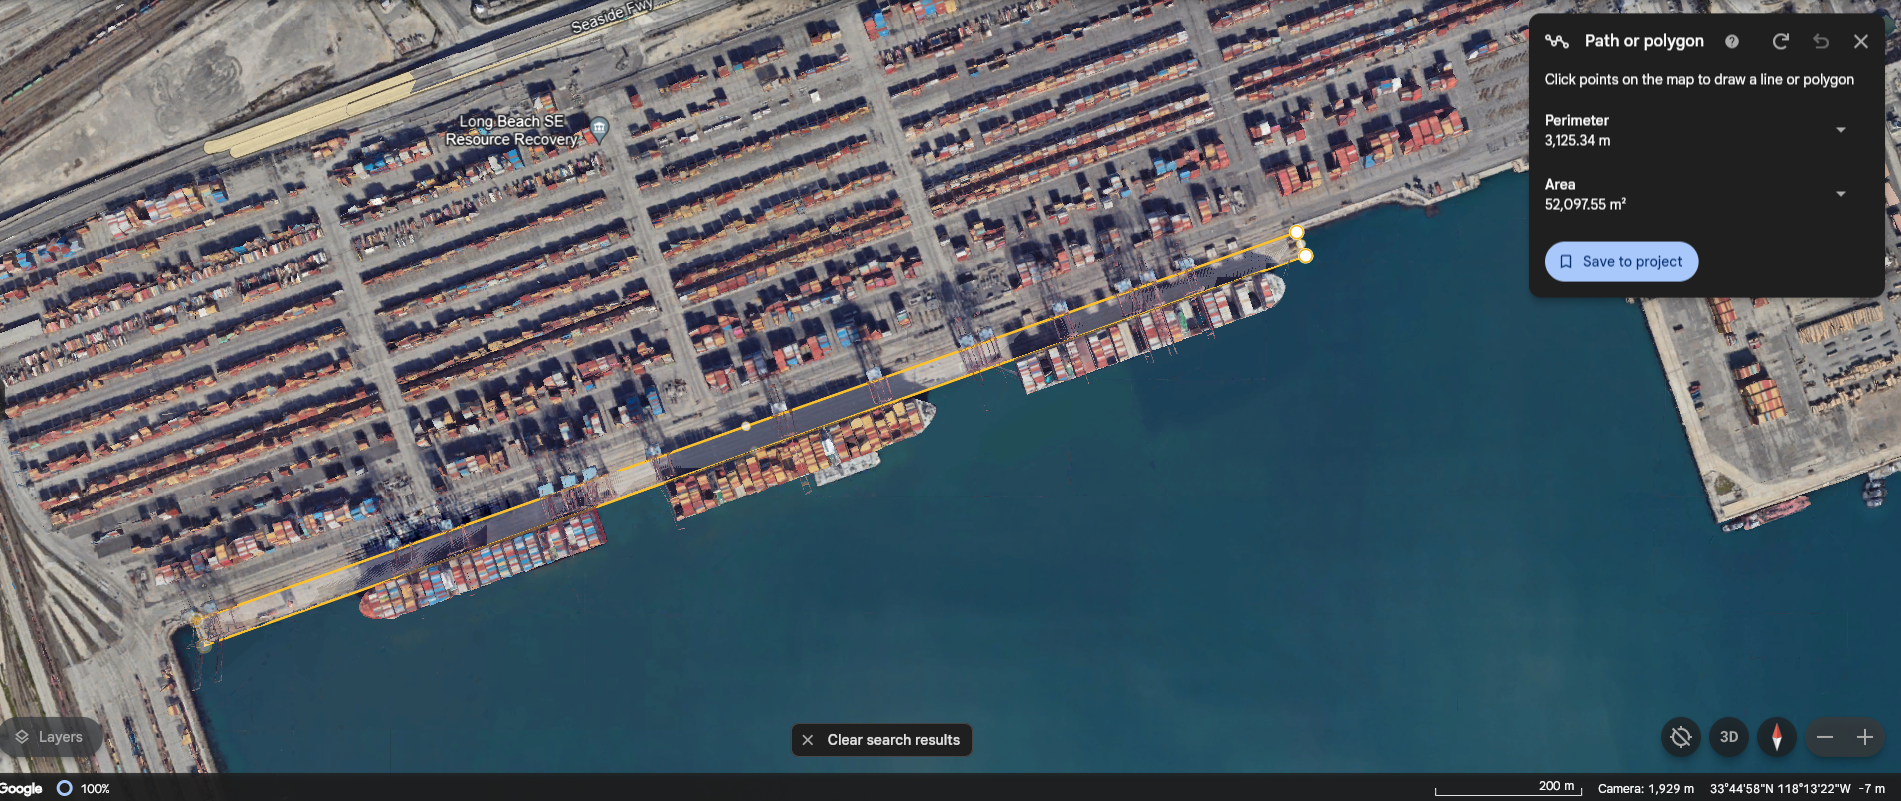 Seaside Fwy
Long Beach SE
Resource Recovery
Path or polygon
Click points on the map to draw a line or polygon
Perimeter
3,125.34 m
Area
52,097.55 m²
Save to project
Layers
Clear search results
3D
Google
100%
200 m
Camera: 1,929 m
33°44'58"N 118°13'22"W
-7 m